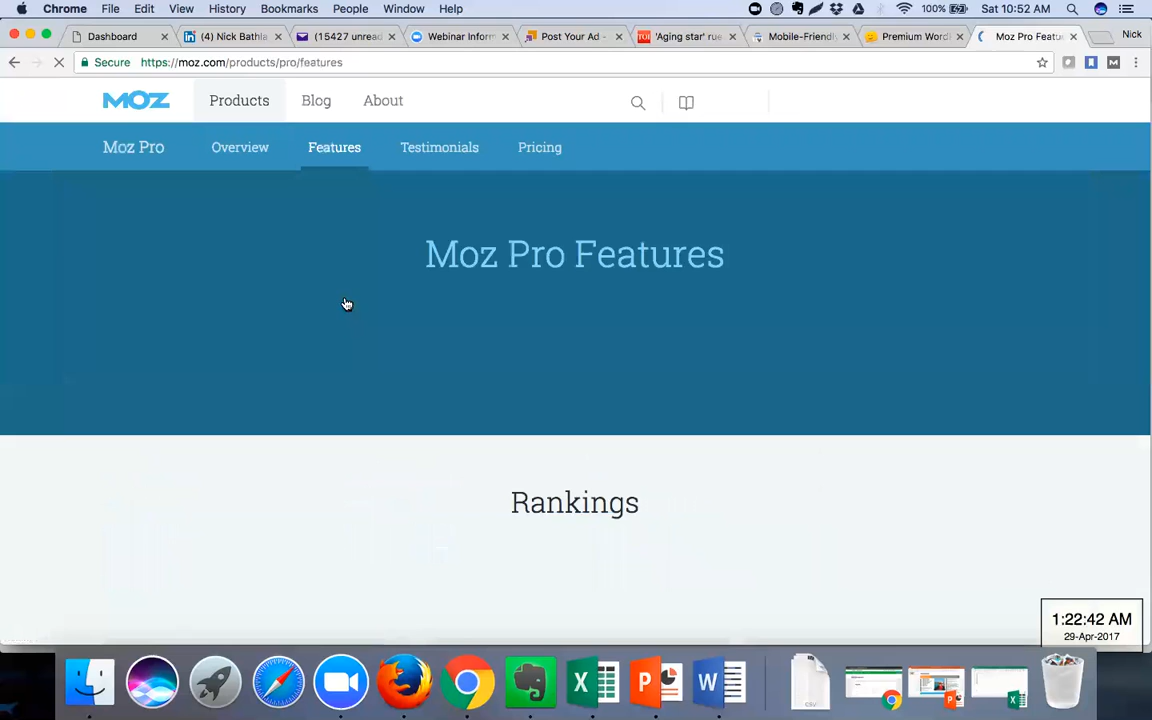 Chrome File Edit View History Bookmarks People Window Help 100% Sat 10:52 AM
Dashboard (4) Nick Bathla (15427 unread Webinar Inform Post Your Ad - 'Aging star' rue Mobile-Friendly Premium Word Moz Pro Featu Nick
Secure https://moz.com/products/pro/features
MOZ Products Blog About
Moz Pro Overview Features Testimonials Pricing
Moz Pro Features
Rankings
1:22:42 AM
29-Apr-2017